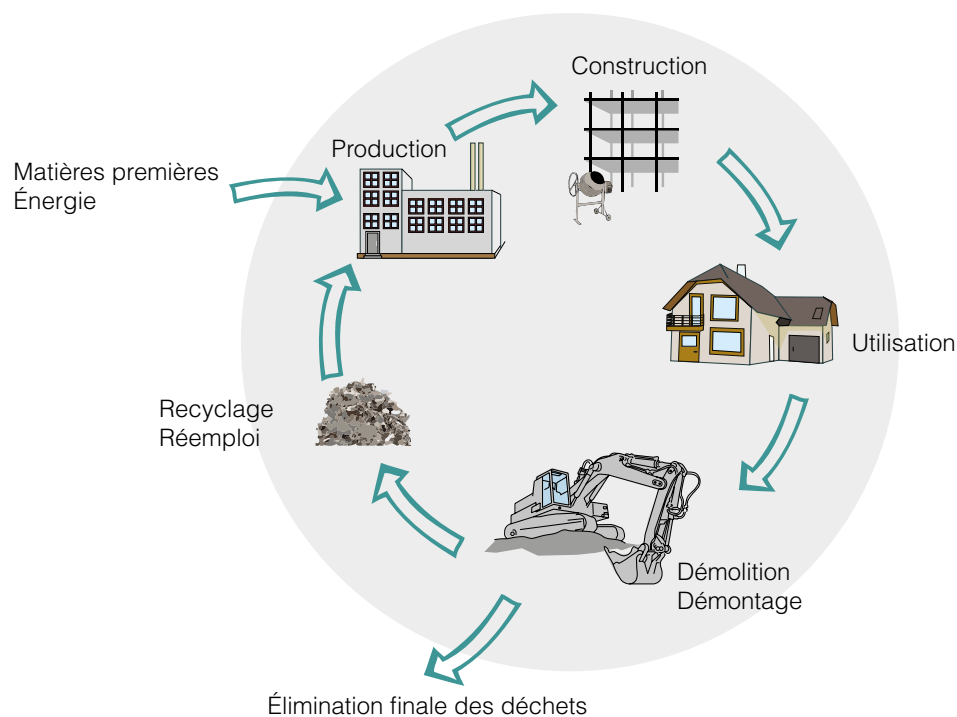 Construction
Production
Matières premières
Énergie
Utilisation
Recyclage
Réemploi
Démolition
Démontage
Élimination finale des déchets